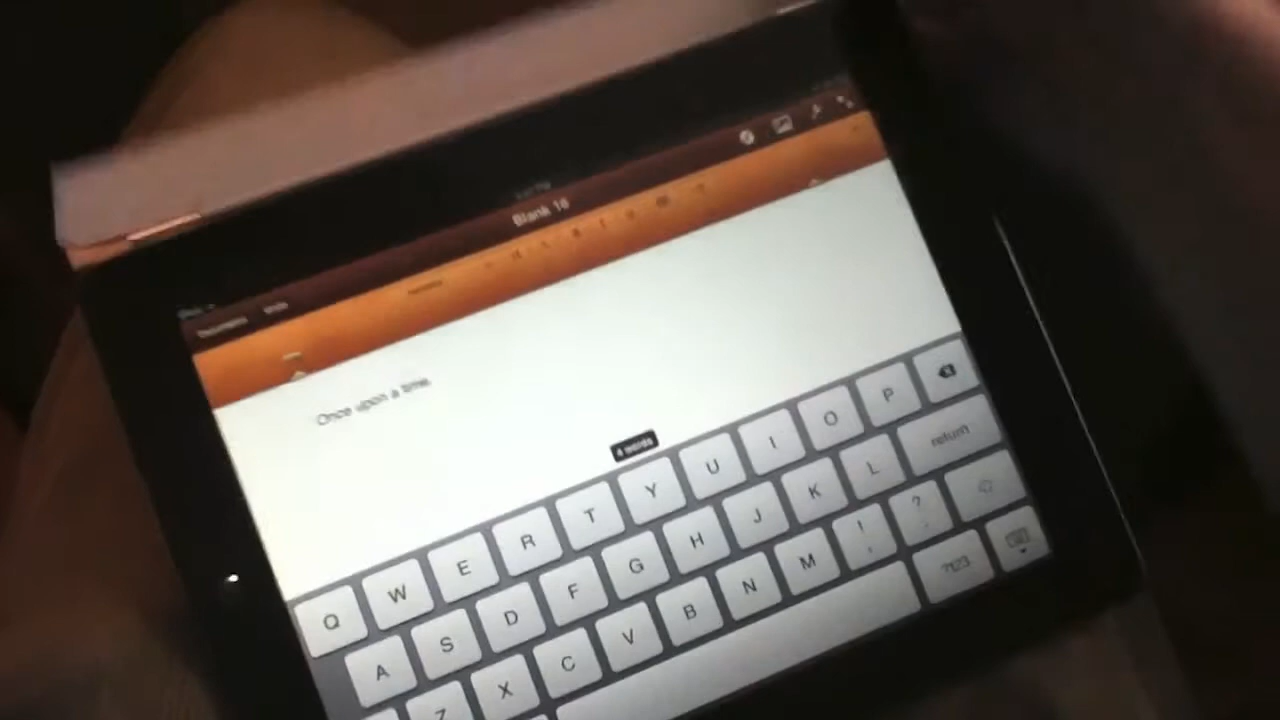 Blank 18
Once upon a time
4 words
Q W E R T Y U I O P
A S D F G H J K L return
Z X C V B N M ! , ? .
?123